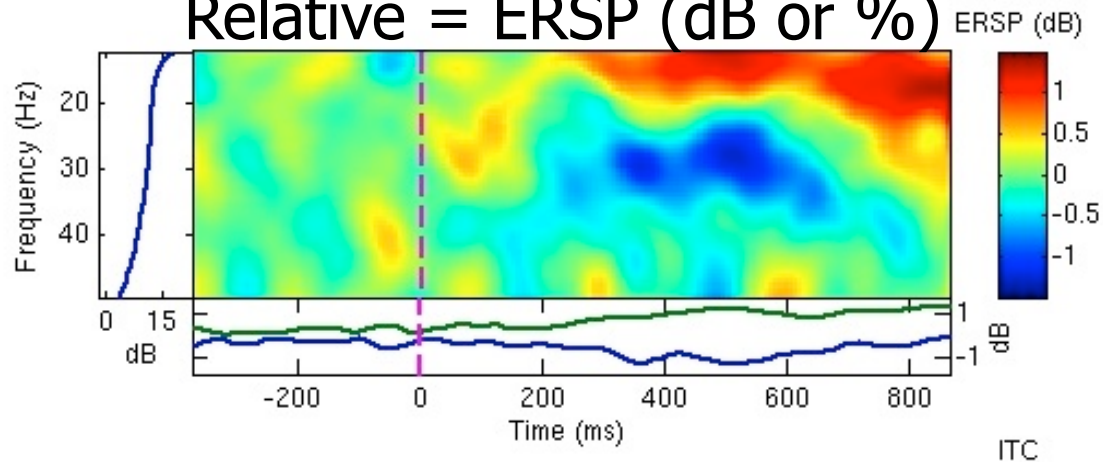 Relative = ERSP (dB or %)
ERSP (dB)
Frequency (Hz)
20
30
40
1
0.5
0
-0.5
-1
0 15
dB
1
-1
dB
-200 0 200 400 600 800
Time (ms)
ITC